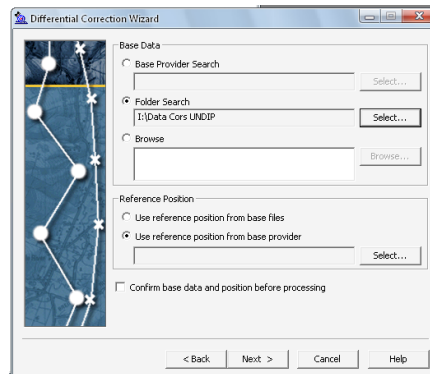 Differential Correction Wizard
Base Data
Base Provider Search
Select...
Folder Search
I:\Data Cors UNDIP
Select...
Browse
Browse...
Reference Position
Use reference position from base files
Use reference position from base provider
Select...
Confirm base data and position before processing
< Back Next > Cancel Help